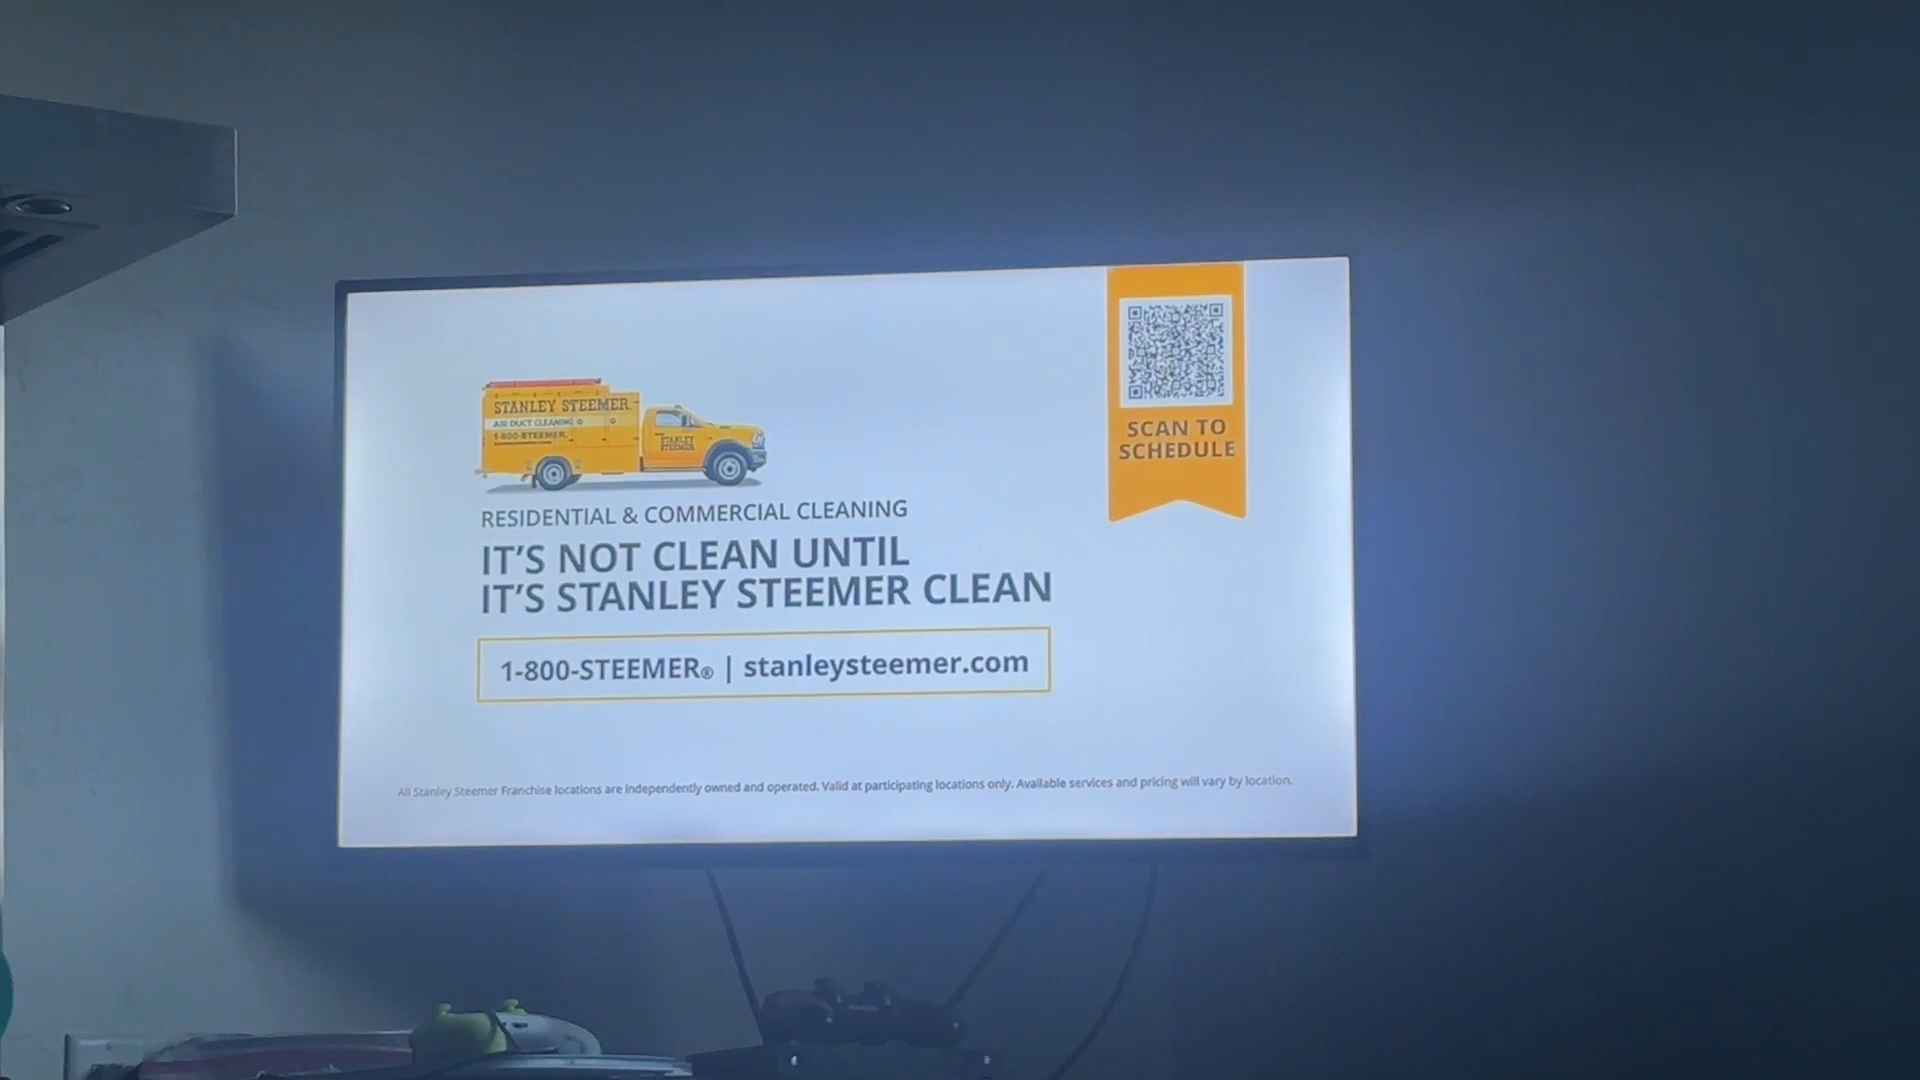 SCAN TO
SCHEDULE
STANLEY STEEMER
AIR DUCT CLEANING
1-800-STEEMER
STANLEY
STEEMER
RESIDENTIAL & COMMERCIAL CLEANING
IT'S NOT CLEAN UNTIL
IT'S STANLEY STEEMER CLEAN
1-800-STEEMER® | stanleysteemer.com
All Stanley Steemer Franchise locations are independently owned and operated. Valid at participating locations only. Available services and pricing will vary by location.